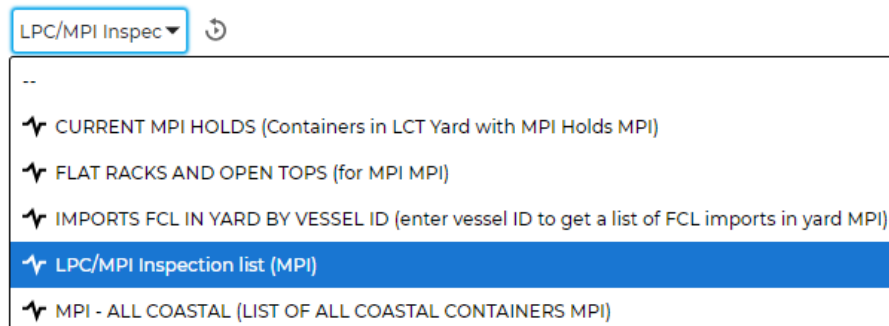 LPC/MPI Inspec
--
CURRENT MPI HOLDS (Containers in LCT Yard with MPI Holds MPI)
FLAT RACKS AND OPEN TOPS (for MPI MPI)
IMPORTS FCL IN YARD BY VESSEL ID (enter vessel ID to get a list of FCL imports in yard MPI)
LPC/MPI Inspection list (MPI)
MPI - ALL COASTAL (LIST OF ALL COASTAL CONTAINERS MPI)